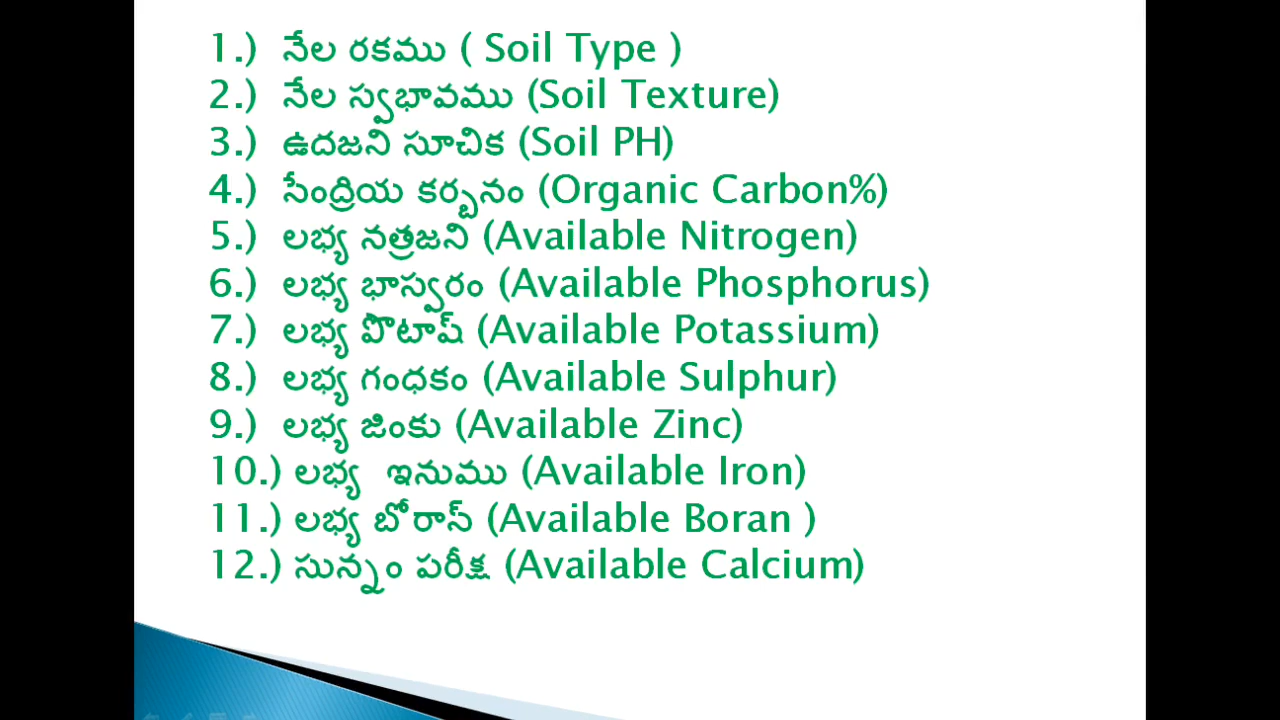 1.) నేల రకము ( Soil Type )
2.) నేల స్వభావము (Soil Texture)
3.) ఉదజని సూచిక (Soil PH)
4.) సేంద్రియ కర్బనం (Organic Carbon%)
5.) లభ్య నత్రజని (Available Nitrogen)
6.) లభ్య భాస్వరం (Available Phosphorus)
7.) లభ్య పొటాష్ (Available Potassium)
8.) లభ్య గంధకం (Available Sulphur)
9.) లభ్య జింకు (Available Zinc)
10.) లభ్య ఇనుము (Available Iron)
11.) లభ్య బోరాన్ (Available Boran )
12.) సున్నం పరీక్ష (Available Calcium)